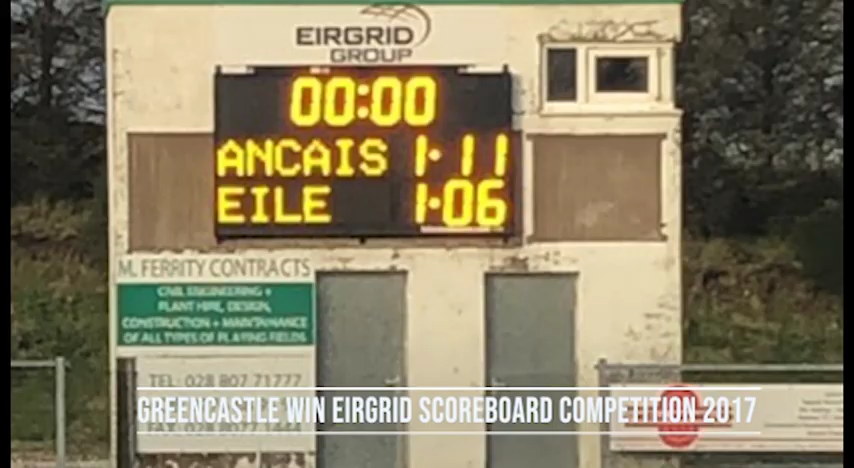 EIRGRID
GROUP
00:00
ANCAIS 1·11
EILE 1·06
M. FERRITY CONTRACTS
CIVIL ENGINEERING +
PLANT HIRE, DESIGN,
CONSTRUCTION + MAINTAINANCE
OF ALL TYPES OF PLAYING FIELDS
TEL: 028 807 71777
GREENCASTLE WIN EIRGRID SCOREBOARD COMPETITION 2017